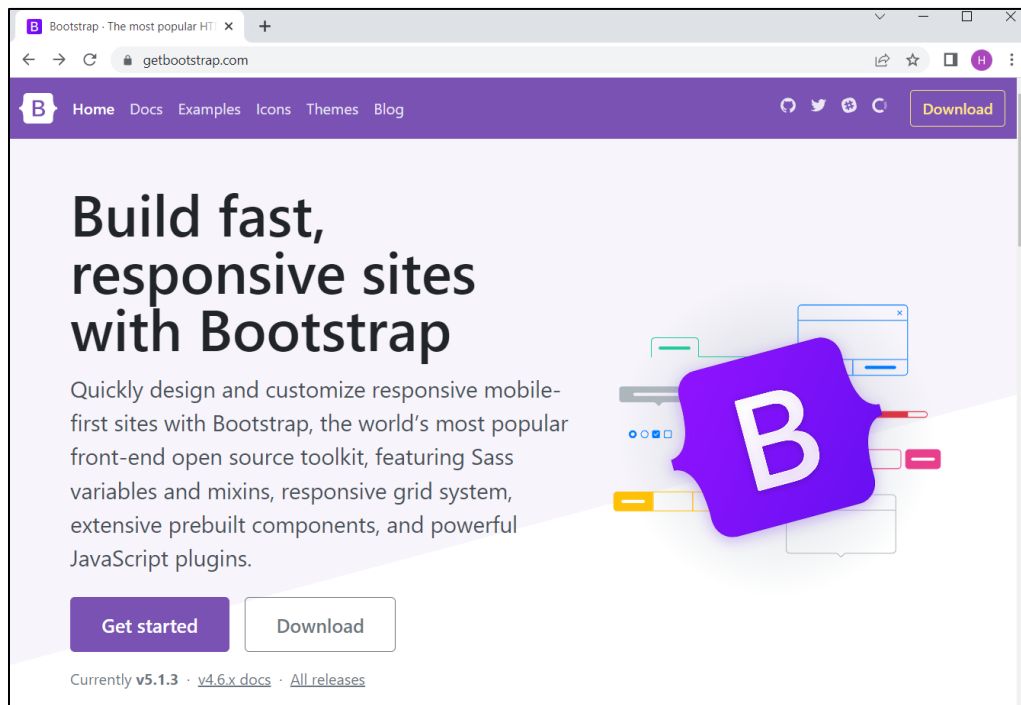 B Bootstrap · The most popular HT
getbootstrap.com
H
B Home Docs Examples Icons Themes Blog Download
Build fast,
responsive sites
with Bootstrap
Quickly design and customize responsive mobile-
first sites with Bootstrap, the world's most popular
front-end open source toolkit, featuring Sass
variables and mixins, responsive grid system,
extensive prebuilt components, and powerful
JavaScript plugins.
B
Get started Download
Currently v5.1.3 · v4.6.x docs · All releases